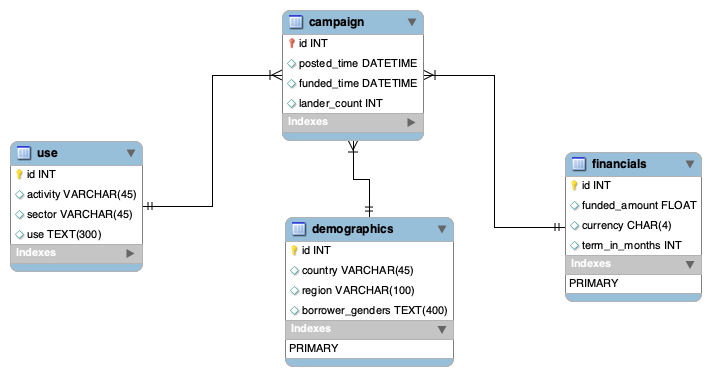 campaign
id INT
posted_time DATETIME
funded_time DATETIME
lander_count INT
Indexes
use
id INT
activity VARCHAR(45)
sector VARCHAR(45)
use TEXT(300)
Indexes
financials
id INT
funded_amount FLOAT
currency CHAR(4)
term_in_months INT
Indexes
PRIMARY
demographics
id INT
country VARCHAR(45)
region VARCHAR(100)
borrower_genders TEXT(400)
Indexes
PRIMARY